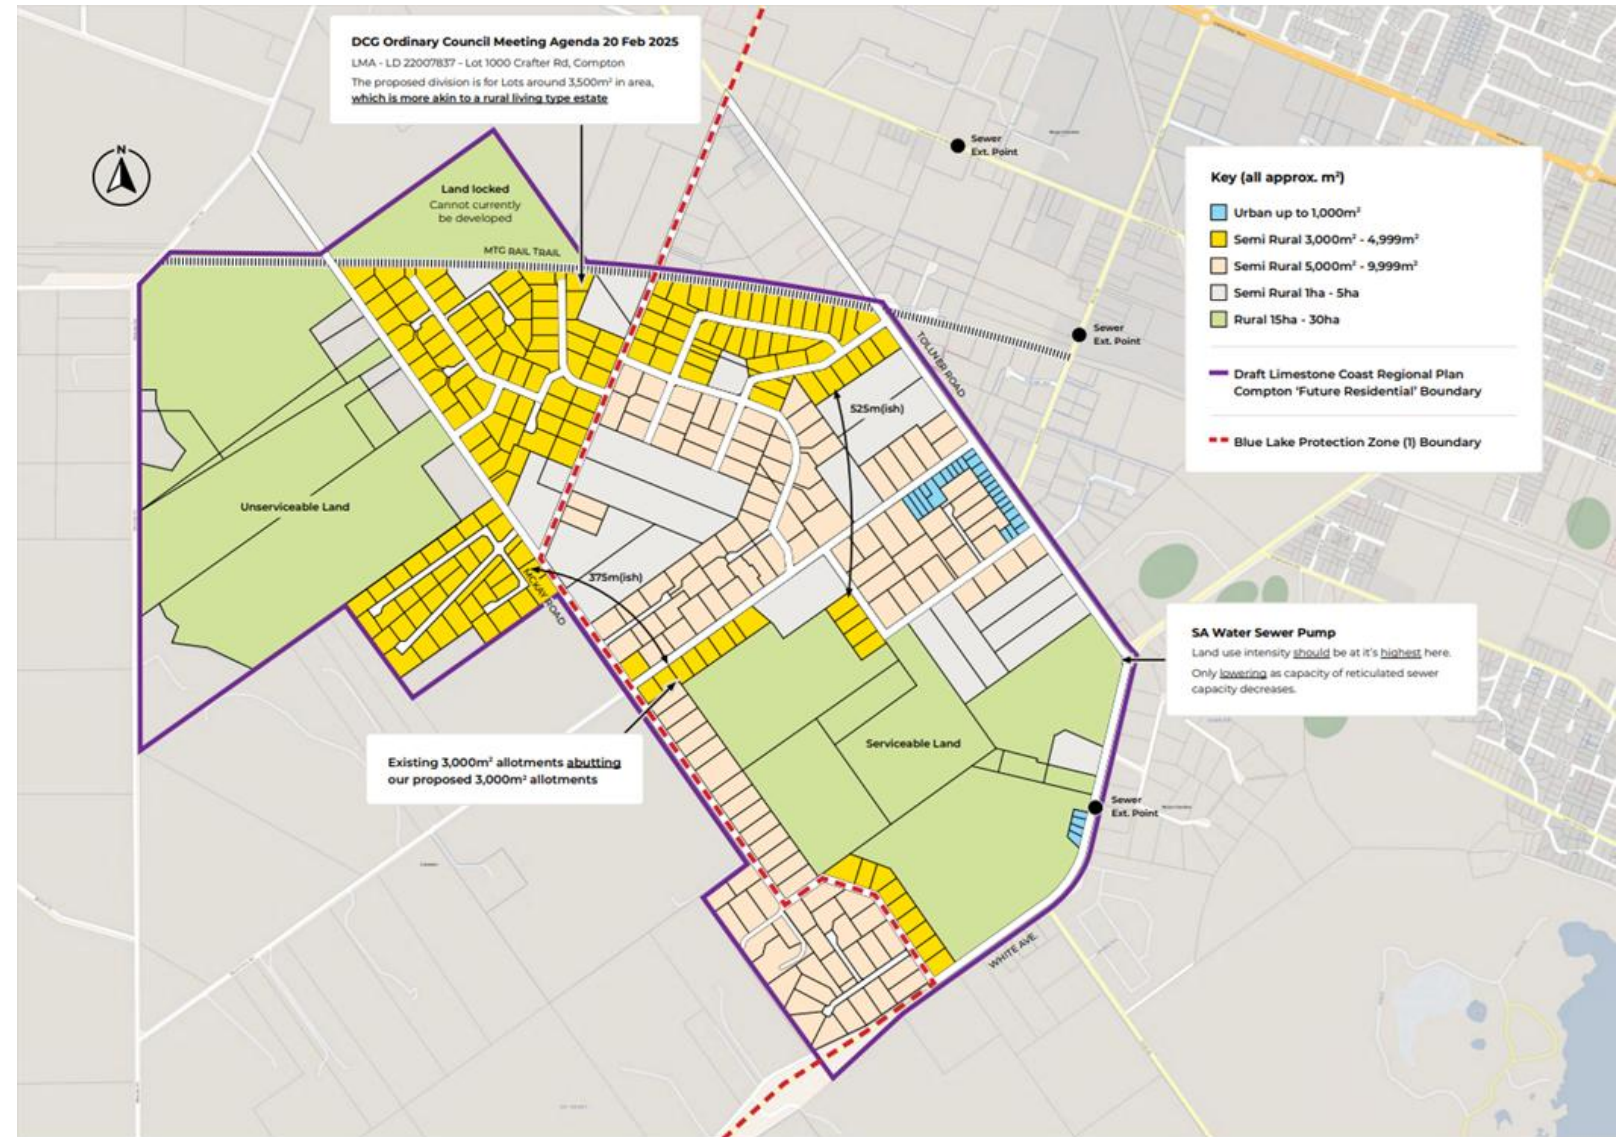 DCG Ordinary Council Meeting Agenda 20 Feb 2025
LMA - LD 22007837 - Lot 1000 Crafter Rd, Compton
The proposed division is for Lots around 3,500m² in area,
which is more akin to a rural living type estate
N
Land locked
Cannot currently
be developed
MTG RAIL TRAIL
Sewer
Ext. Point
Key (all approx. m²)
Urban up to 1,000m²
Semi Rural 3,000m² - 4,999m²
Semi Rural 5,000m² - 9,999m²
Semi Rural 1ha - 5ha
Rural 15ha - 30ha
Draft Limestone Coast Regional Plan
Compton 'Future Residential' Boundary
Blue Lake Protection Zone (1) Boundary
Sewer
Ext. Point
TOLLNER ROAD
525m(ish)
Unserviceable Land
375m(ish)
MCKAY ROAD
SA Water Sewer Pump
Land use intensity should be at it's highest here.
Only lowering as capacity of reticulated sewer
capacity decreases.
Serviceable Land
Existing 3,000m² allotments abutting
our proposed 3,000m² allotments
Sewer
Ext. Point
WHITE AVE.